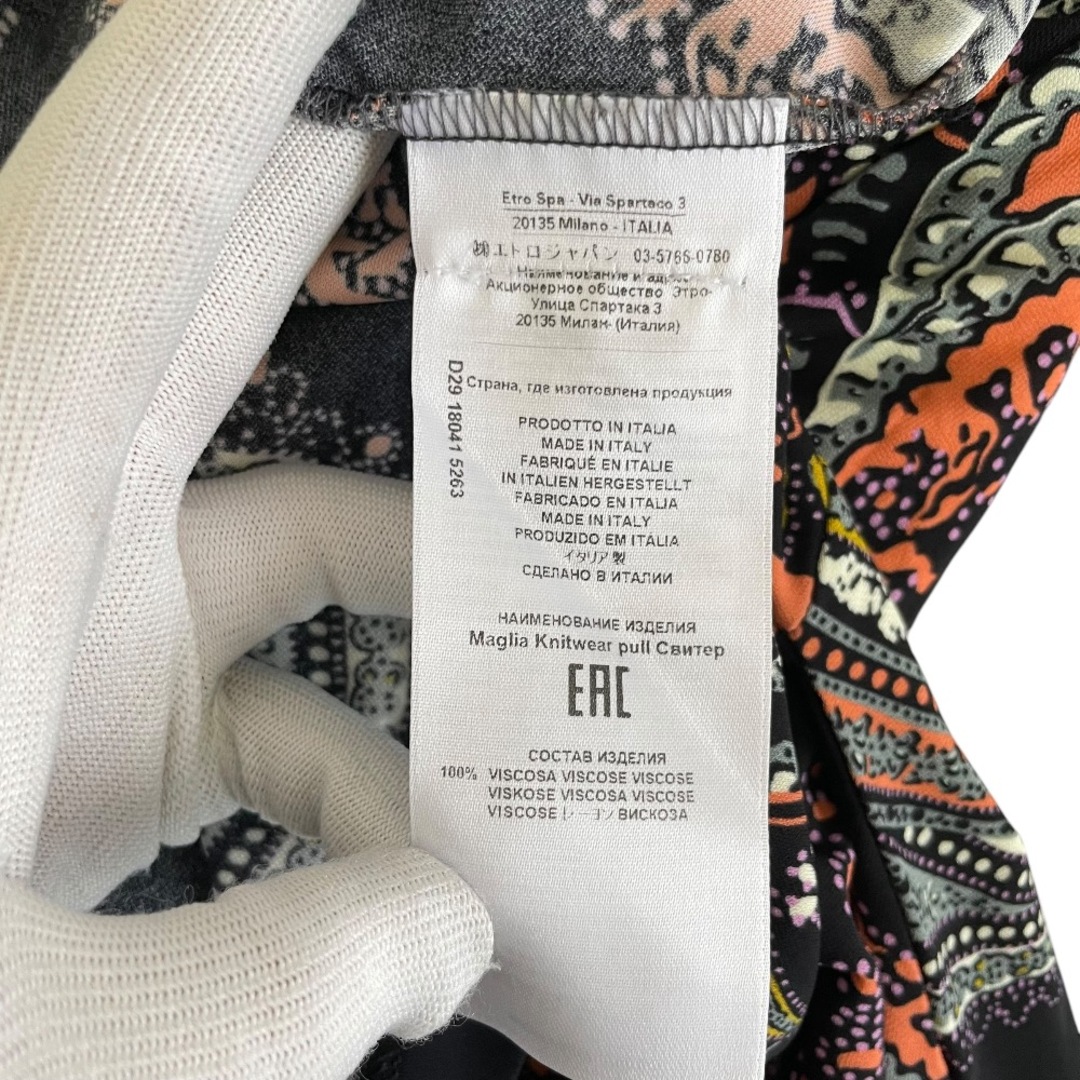 Etro Spa - Via Spartaco 3
20135 Milano - ITALIA
㈱エトロジャパン 03-5766-0780
Наименование и
Акционерное общество Этро-
Улица Спартака 3
20135 Милан- (Италия)
D29 18041 5263
Страна, где изготовлена продукция
PRODOTTO IN ITALIA
MADE IN ITALY
FABRIQUÉ EN ITALIE
IN ITALIEN HERGESTELLT
FABRICADO EN ITALIA
MADE IN ITALY
PRODUZIDO EM ITÁLIA
イタリア製
СДЕЛАНО В ИТАЛИИ
НАИМЕНОВАНИЕ ИЗДЕЛИЯ
Maglia Knitwear pull Свитер
EAC
СОСТАВ ИЗДЕЛИЯ
100% VISCOSA VISCOSE VISCOSE
VISKOSE VISCOSA VISCOSE
VISCOSE レーヨン ВИСКОЗА